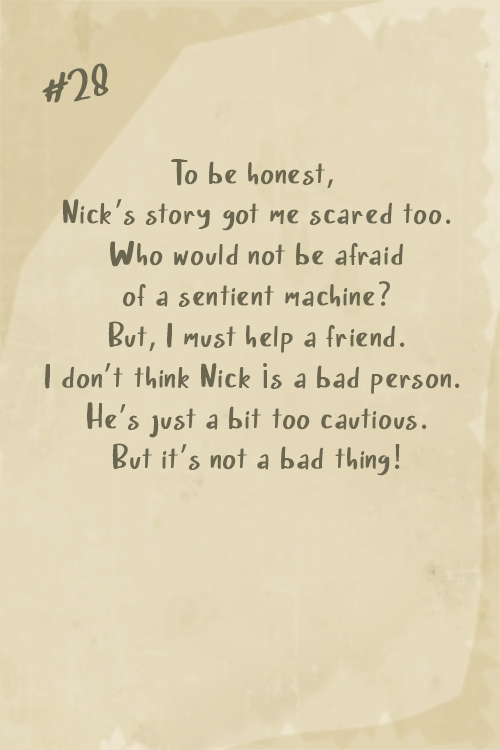 #28
To be honest,
Nick's story got me scared too.
Who would not be afraid
of a sentient machine?
But, I must help a friend.
I don't think Nick is a bad person.
He's just a bit too cautious.
But it's not a bad thing!